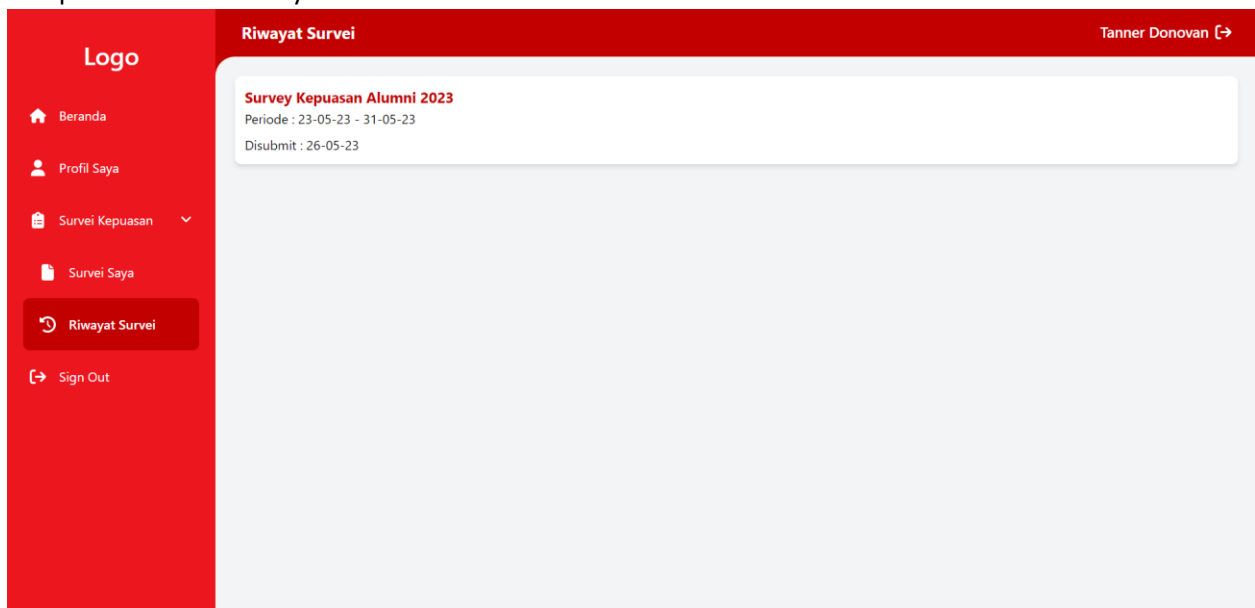 Logo
Beranda
Profil Saya
Survei Kepuasan
Survei Saya
Riwayat Survei
Sign Out
Riwayat Survei
Tanner Donovan
Survey Kepuasan Alumni 2023
Periode : 23-05-23 - 31-05-23
Disubmit : 26-05-23